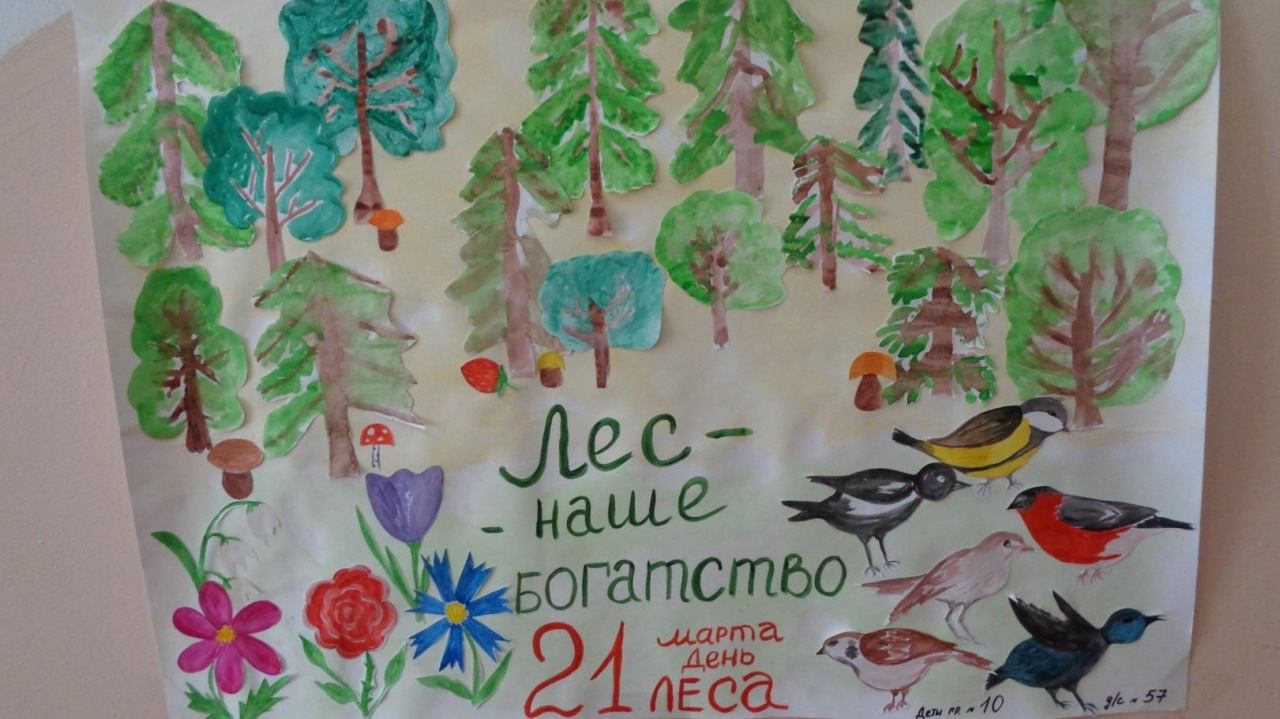 Лес -
- наше
богатство
21 марта
день
леса
Дети гр. № 10
д/с № 57